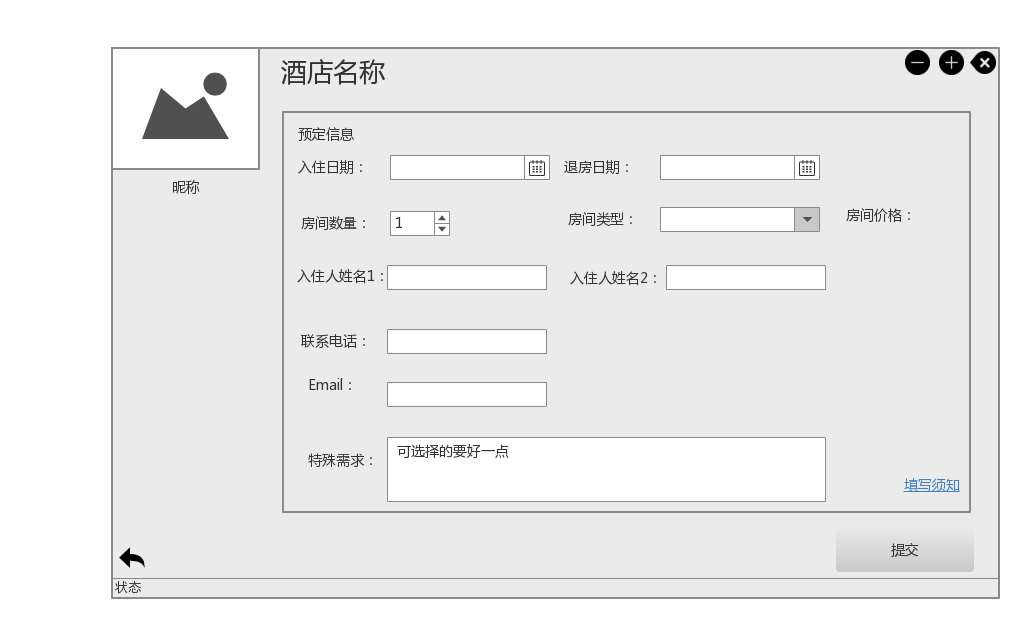 酒店名称
昵称
预定信息
入住日期：
退房日期：
房间数量：
1
房间类型：
房间价格：
入住人姓名1：
入住人姓名2：
联系电话：
Email：
特殊需求：
可选择的要好一点
填写须知
提交
状态